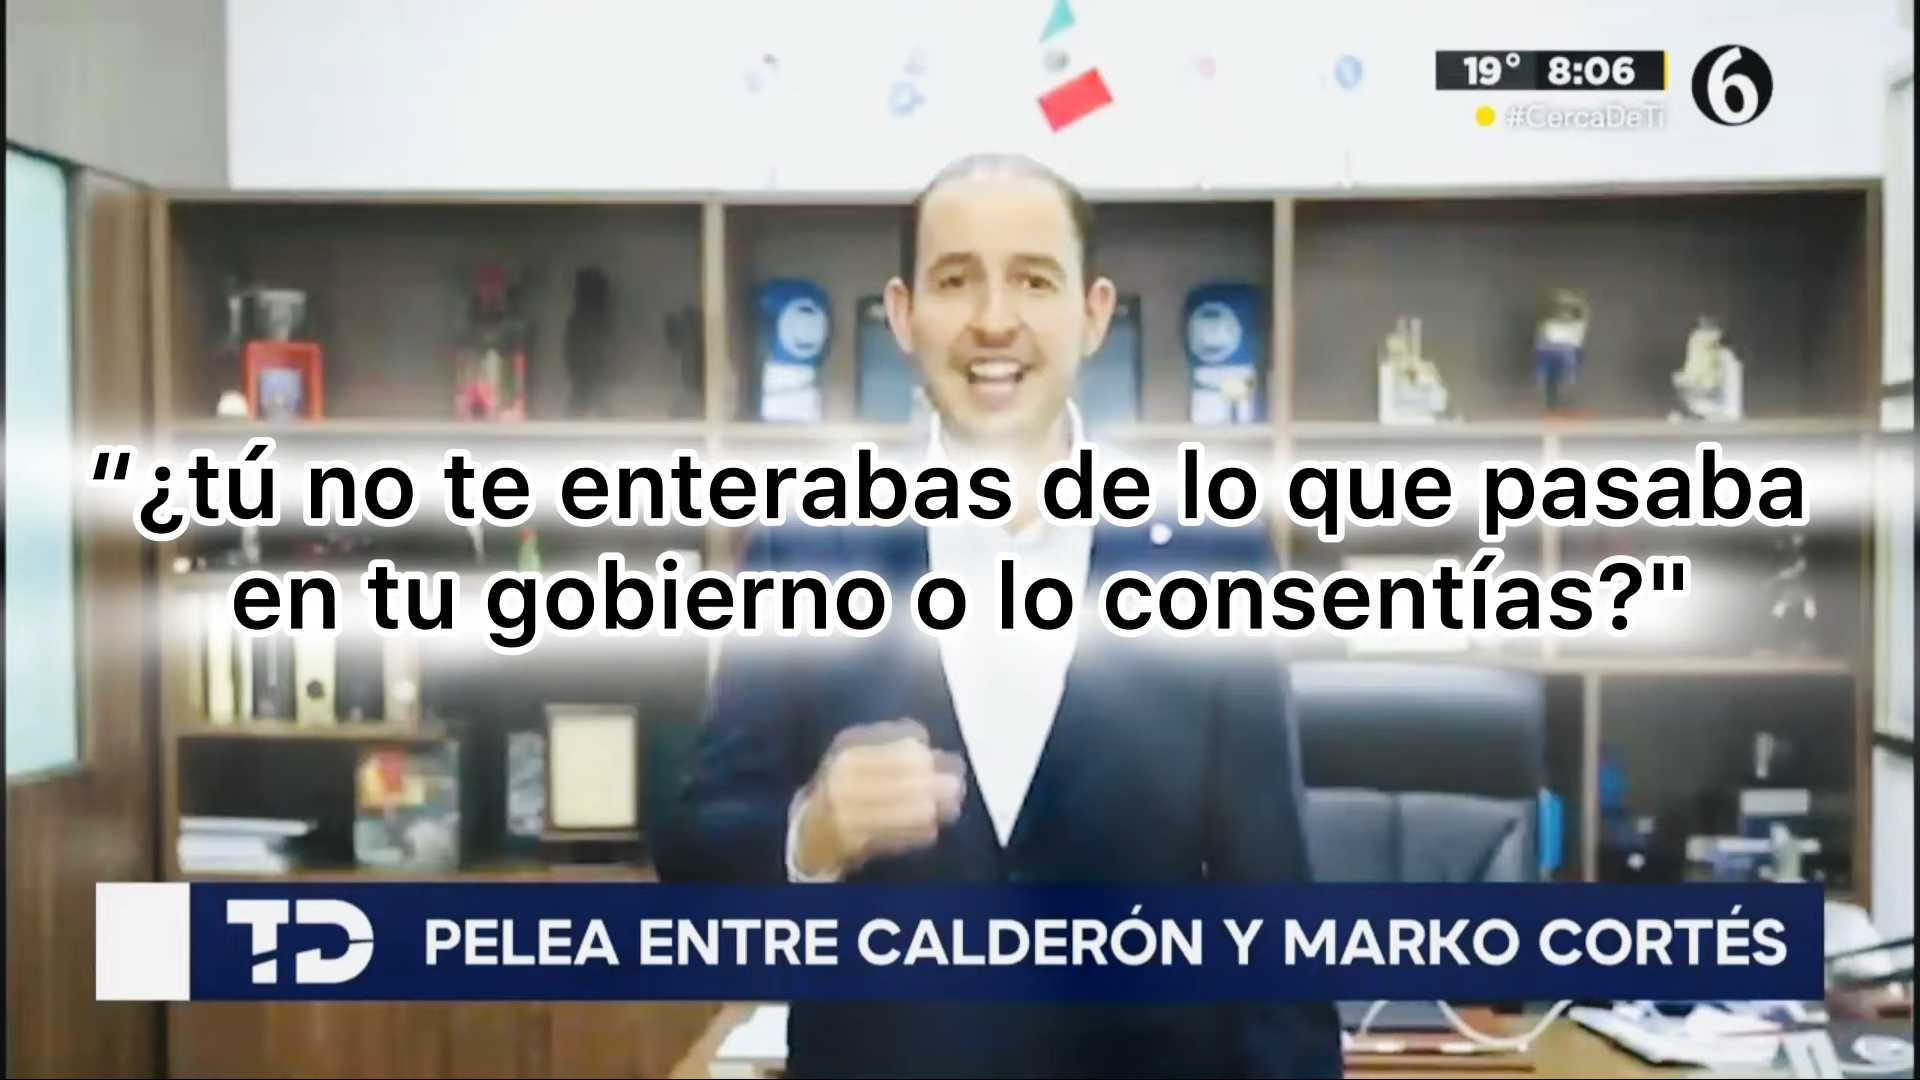 19° 8:06
6
#CercaDeTi
“¿tú no te enterabas de lo que pasaba
en tu gobierno o lo consentías?"
TD PELEA ENTRE CALDERÓN Y MARKO CORTÉS